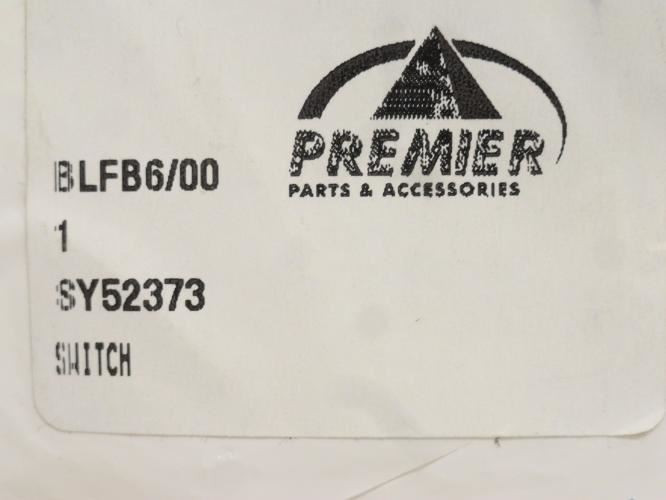 PREMIER
PARTS & ACCESSORIES
BLFB6/00
1
SY52373
SWITCH